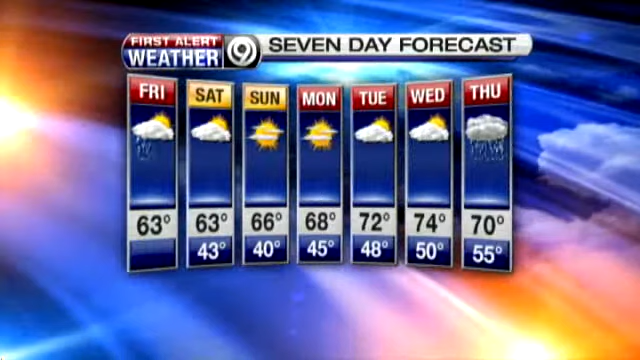 FIRST ALERT
WEATHER 9
SEVEN DAY FORECAST
FRI SAT SUN MON TUE WED THU
63° 63° 66° 68° 72° 74° 70°
43° 40° 45° 48° 50° 55°